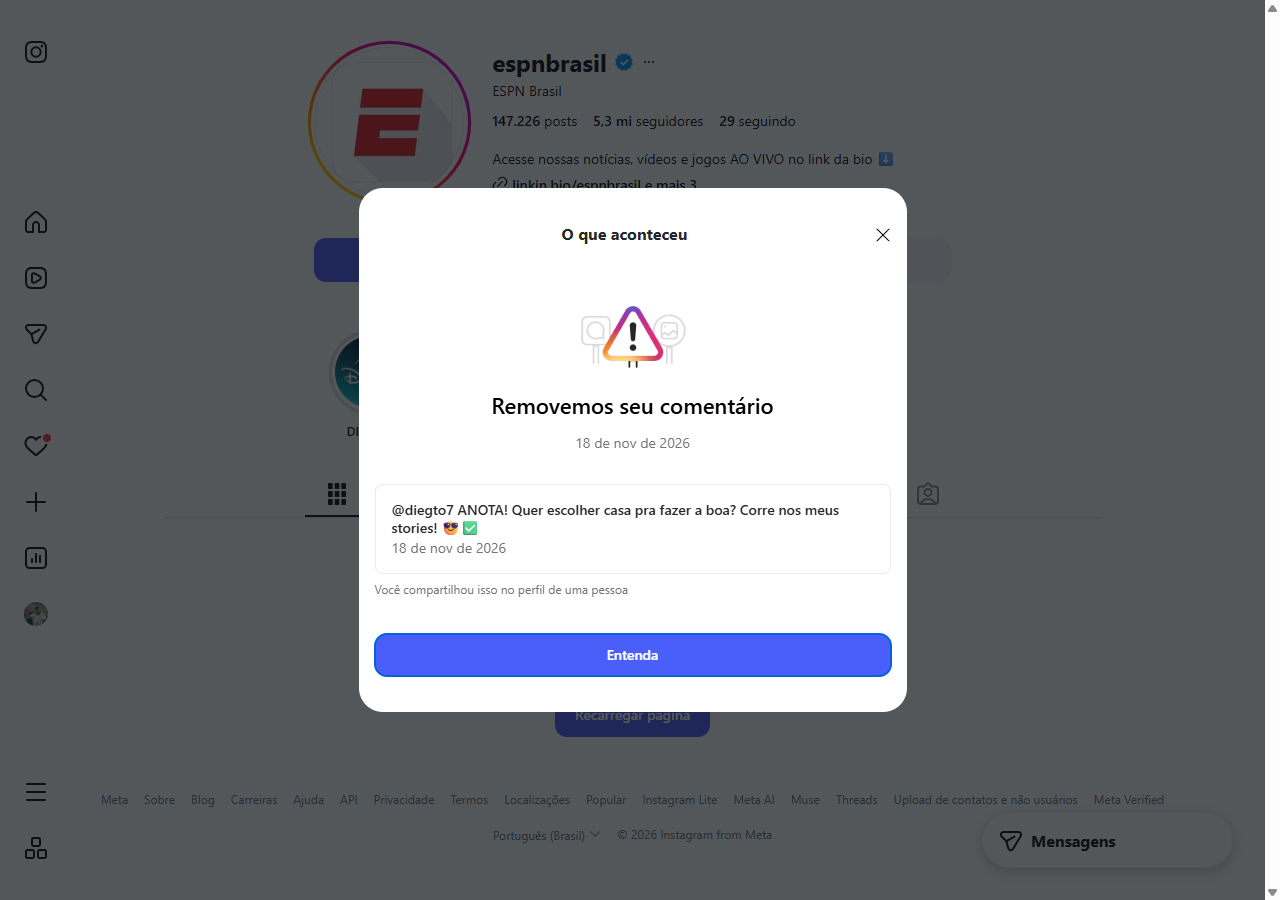 espnbrasil
ESPN Brasil
147.226 posts 5,3 mi seguidores 29 seguindo
Acesse nossas notícias, vídeos e jogos AO VIVO no link da bio ⬇️
linkin.bio/espnbrasil e mais 3
O que aconteceu
Removemos seu comentário
18 de nov de 2026
@diegto7 ANOTA! Quer escolher casa pra fazer a boa? Corre nos meus
stories! 😎 ✅
18 de nov de 2026
Você compartilhou isso no perfil de uma pessoa
Entenda
Recarregar página
Meta Sobre Blog Carreiras Ajuda API Privacidade Termos Localizações Popular Instagram Lite Meta AI Muse Threads Upload de contatos e não usuários Meta Verified
Português (Brasil) © 2026 Instagram from Meta
Mensagens